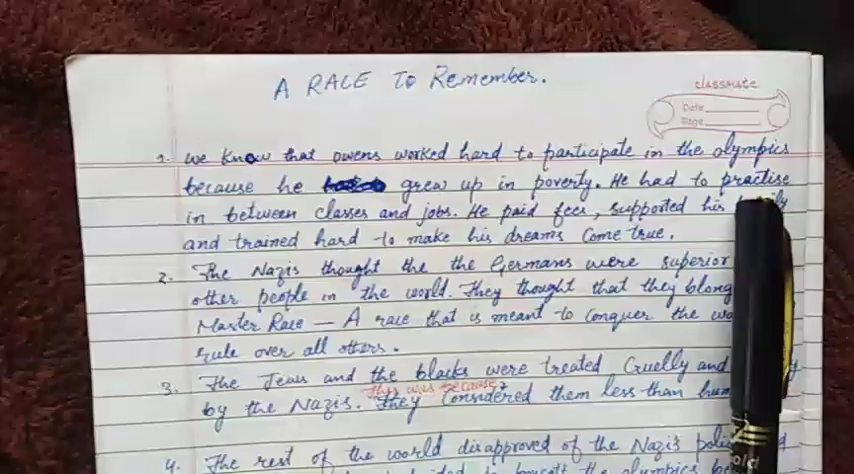 A RACE TO Remember.
classmate
Date
Page
1. we know that owens worked hard to participate in the olympics
because he grew up in poverty. He had to practise
in between classes and jobs. He paid fees, supported his
and trained hard to make his dreams come true.
2. The Nazis thought the the Germans were superior
other people in the world. They thought that they blong
Master Race — A race that is meant to conquer the
rule over all others.
3. The Jews and the blacks were treated Cruelly and
This was because
by the Nazis. They Considered them less than
4. The rest of the world disapproved of the Nazi's
to boycott the olympics